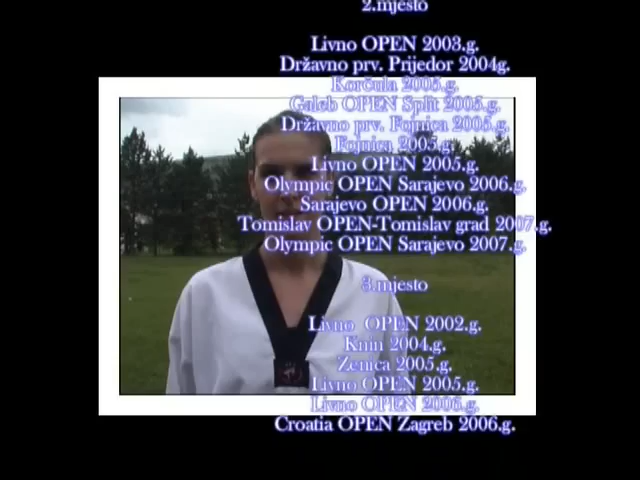 2.mjesto
Livno OPEN 2003.g.
Državno prv. Prijedor 2004g.
Korčula 2005.g.
Galeb OPEN Split 2005.g.
Državno prv. Fojnica 2005.g.
Fojnica 2005.g.
Livno OPEN 2005.g.
Olympic OPEN Sarajevo 2006.g.
Sarajevo OPEN 2006.g.
Tomislav OPEN-Tomislav grad 2007.g.
Olympic OPEN Sarajevo 2007.g.
3.mjesto
Livno OPEN 2002.g.
Knin 2004.g.
Zenica 2005.g.
Livno OPEN 2005.g.
Livno OPEN 2006.g.
Croatia OPEN Zagreb 2006.g.